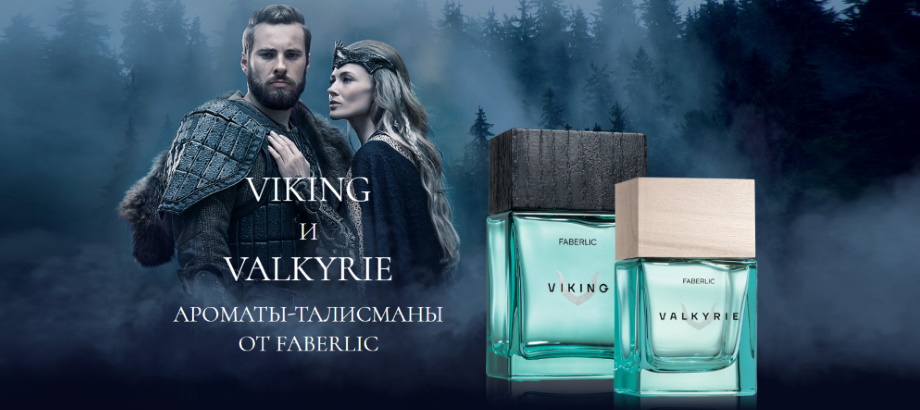 VIKING
И
VALKYRIE
АРОМАТЫ-ТАЛИСМАНЫ
ОТ FABERLIC
FABERLIC
VIKING
FABERLIC
VALKYRIE